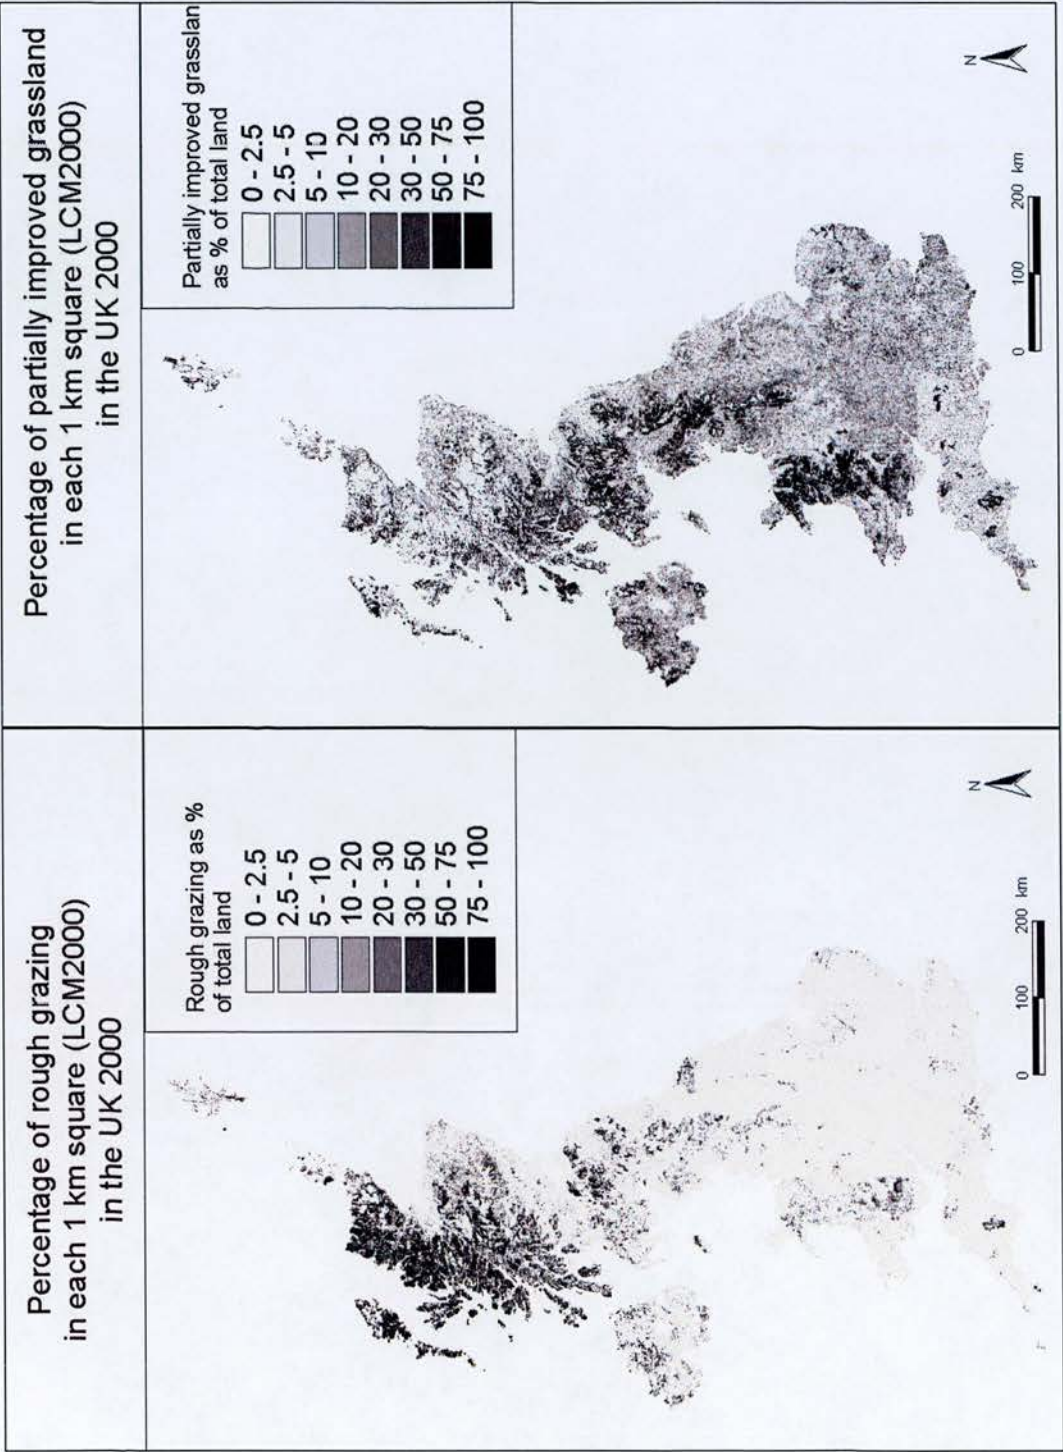 Percentage of rough grazing
in each 1 km square (LCM2000)
in the UK 2000
Rough grazing as %
of total land
0 - 2.5
2.5 - 5
5 - 10
10 - 20
20 - 30
30 - 50
50 - 75
75 - 100
N
0 100 200 km
Percentage of partially improved grassland
in each 1 km square (LCM2000)
in the UK 2000
Partially improved grasslan
as % of total land
0 - 2.5
2.5 - 5
5 - 10
10 - 20
20 - 30
30 - 50
50 - 75
75 - 100
N
0 100 200 km